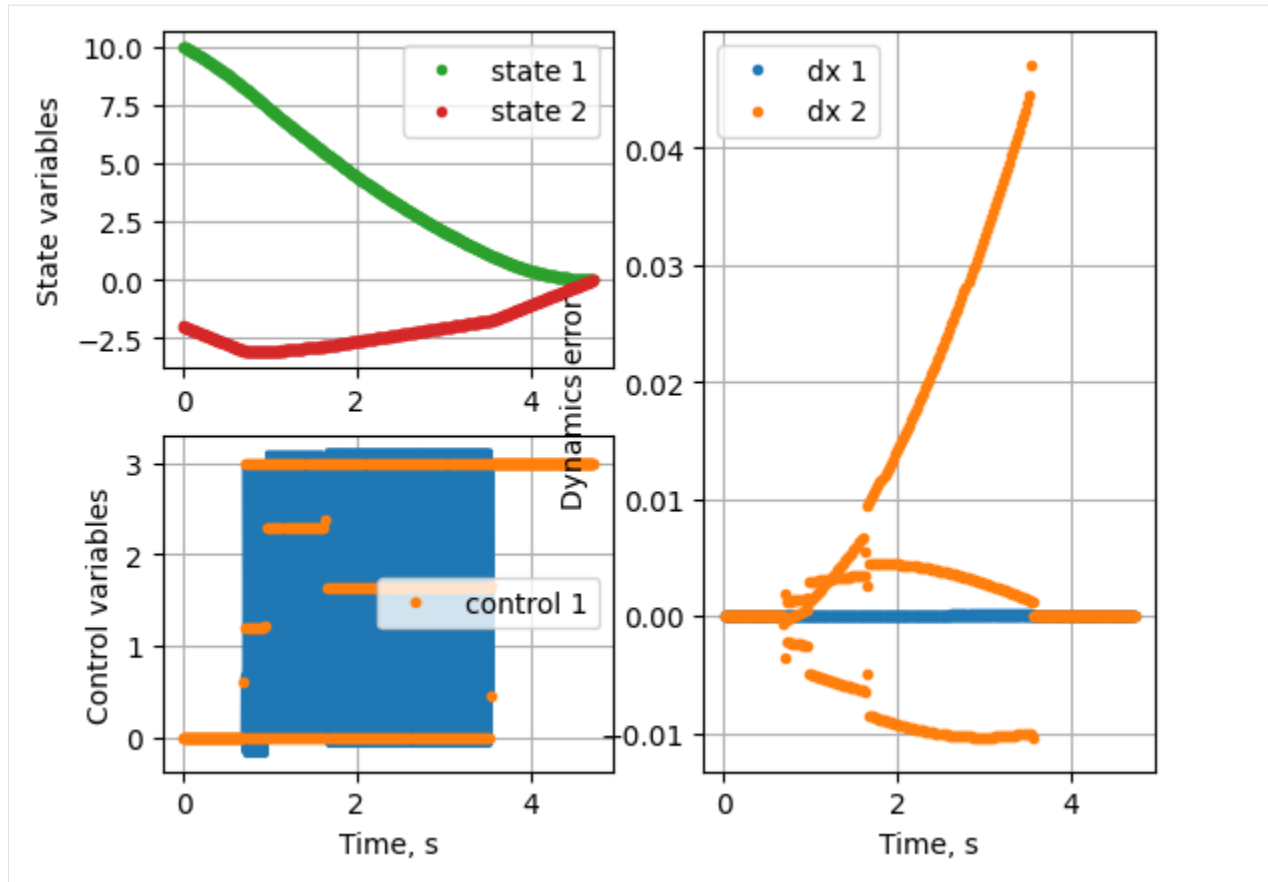 State variables
10.0
7.5
5.0
2.5
0.0
−2.5
0
2
4
state 1
state 2
Control variables
3
2
1
0
control 1
0
2
4
Time, s
Dynamics error
0.04
0.03
0.02
0.01
0.00
−0.01
dx 1
dx 2
0
2
4
Time, s